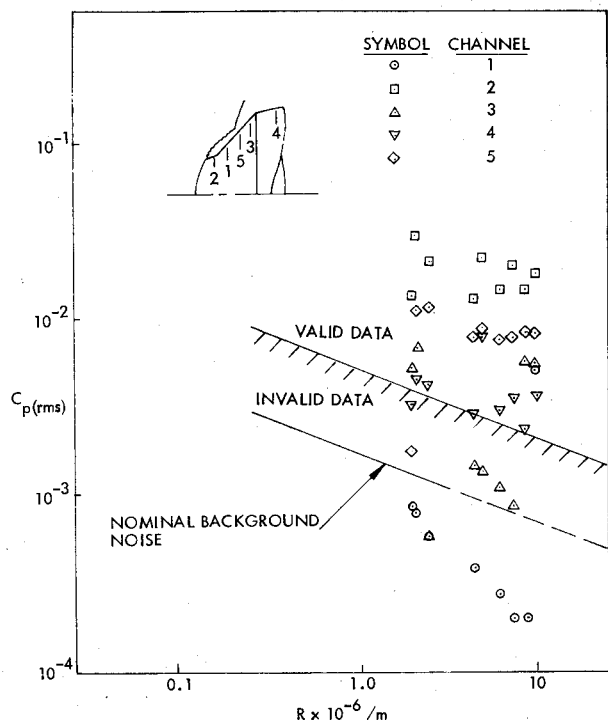 SYMBOL CHANNEL
1
2
3
4
5
10⁻¹
4
3
5
1
2
10⁻²
VALID DATA
C_p(rms)
INVALID DATA
10⁻³
NOMINAL BACKGROUND
NOISE
10⁻⁴
0.1 1.0 10
R × 10⁻⁶/m